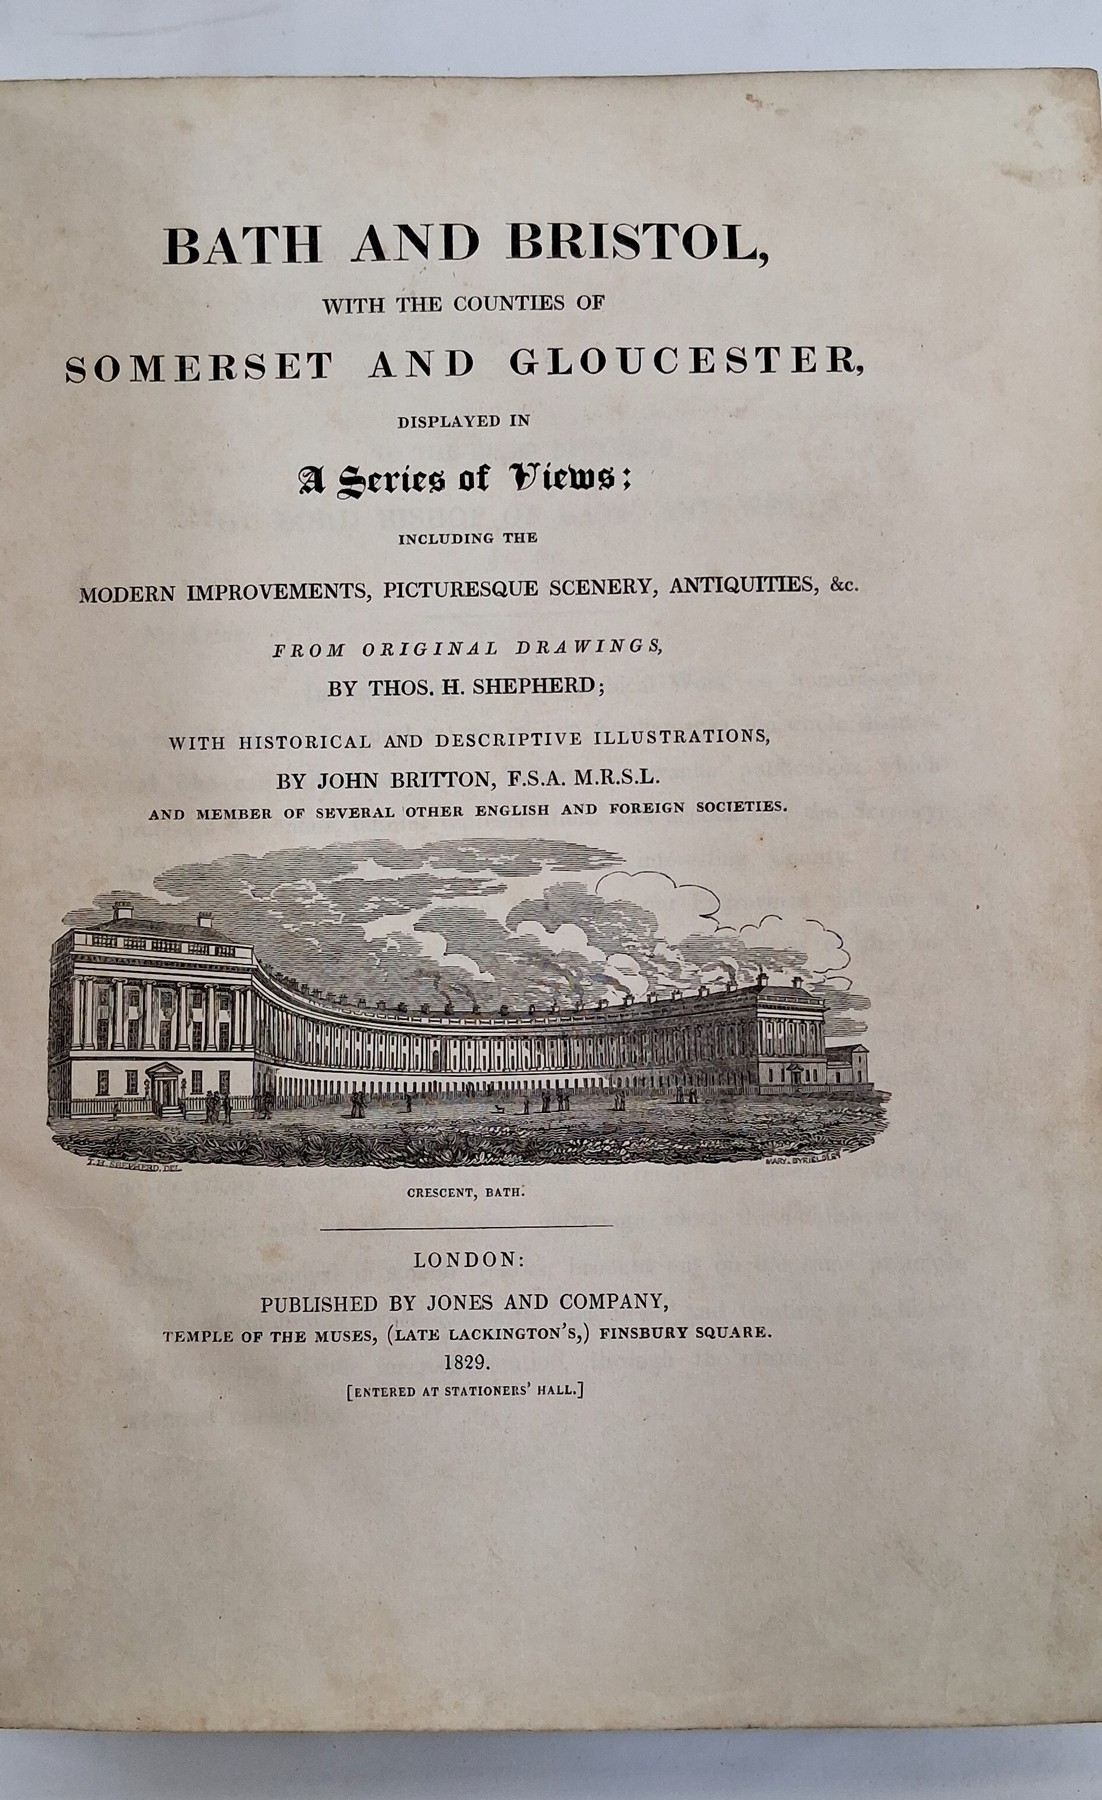 BATH AND BRISTOL,
WITH THE COUNTIES OF
SOMERSET AND GLOUCESTER,
DISPLAYED IN
A Series of Views;
INCLUDING THE
MODERN IMPROVEMENTS, PICTURESQUE SCENERY, ANTIQUITIES, &c.
FROM ORIGINAL DRAWINGS,
BY THOS. H. SHEPHERD;
WITH HISTORICAL AND DESCRIPTIVE ILLUSTRATIONS,
BY JOHN BRITTON, F.S.A. M.R.S.L.
AND MEMBER OF SEVERAL OTHER ENGLISH AND FOREIGN SOCIETIES.
T.H. SHEPHERD, DEL
MARY.
CRESCENT, BATH.
LONDON:
PUBLISHED BY JONES AND COMPANY,
TEMPLE OF THE MUSES, (LATE LACKINGTON'S,) FINSBURY SQUARE.
1829.
[ENTERED AT STATIONERS' HALL.]